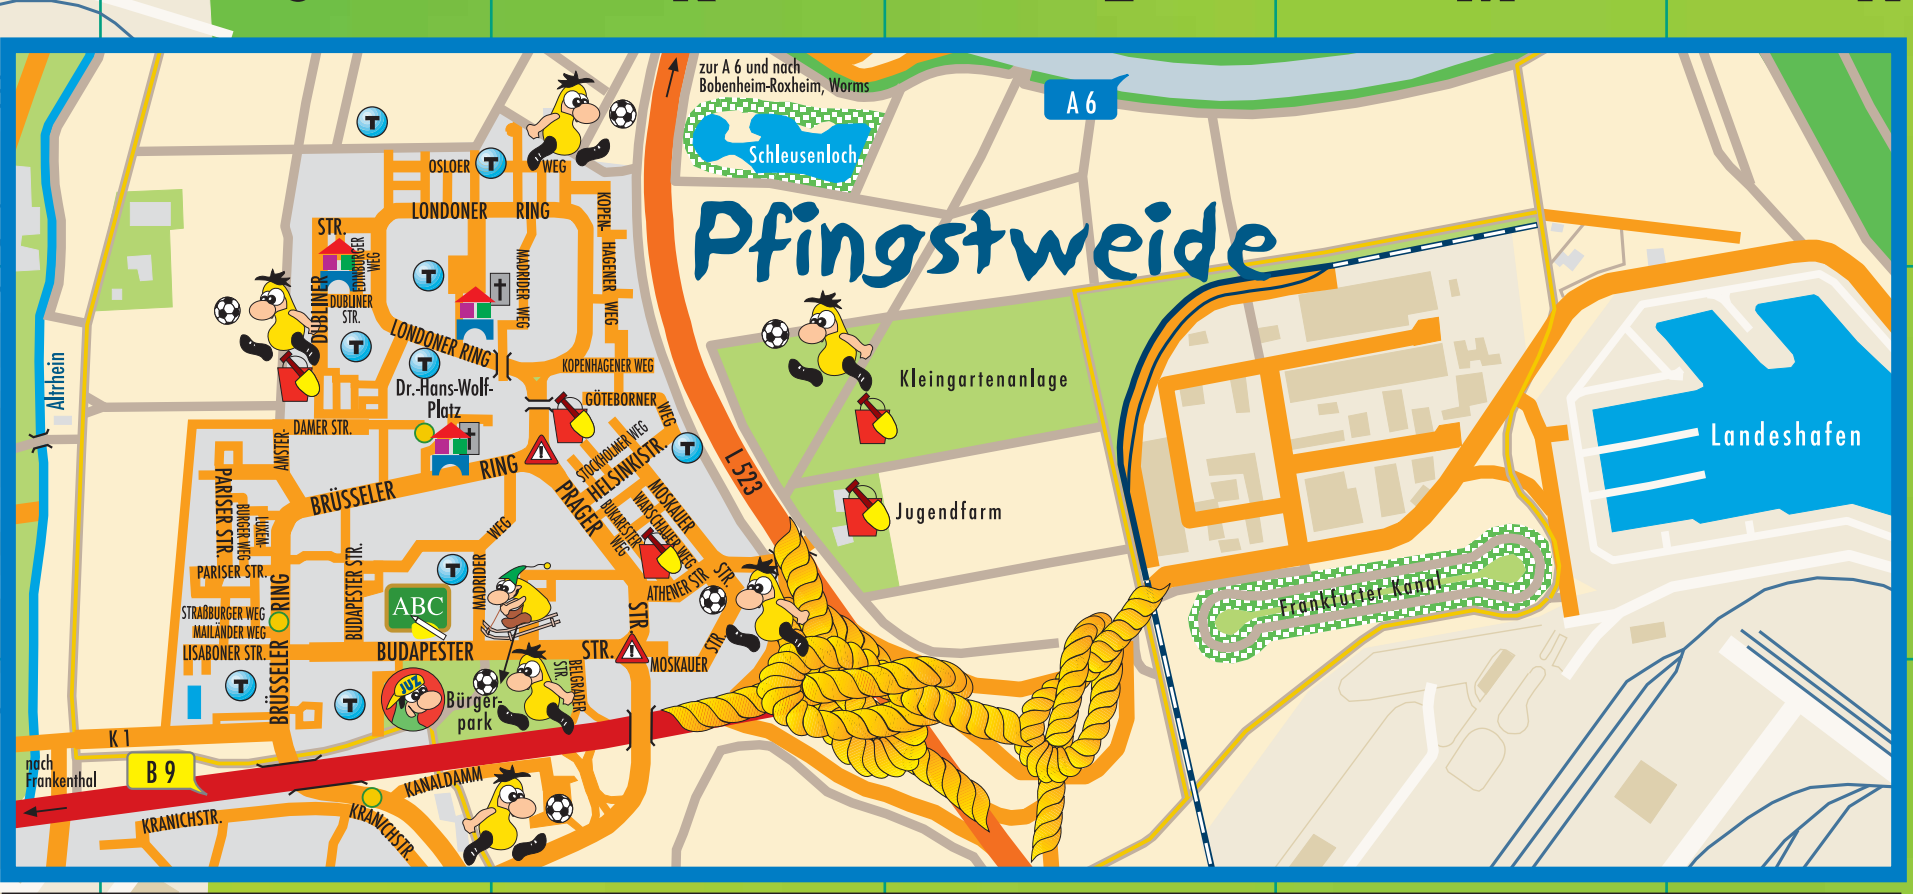 zur A 6 und nach
Bobenheim-Roxheim, Worms
A 6
Schleusenloch
Pfingstweide
T
OSLOER
T
WEG
LONDONER RING
KOPEN-
HAGENER
WEG
STR.
DUBLINER
EDINBURGER
WEG
DUBLINER
STR.
T
MADRIDER WEG
T
LONDONER RING
T
KOPENHAGENER WEG
Dr.-Hans-Wolf-
Platz
GÖTEBORNER
WEG
Altrhein
AMSTER-
DAMER STR.
STOCKHOLMER WEG
HELSINKISTR.
T
L 523
Kleingartenanlage
Landeshafen
BRÜSSELER
RING
PRAGER
STR.
MOSKAUER
STR.
WARSCHAUER WEG
BUKARESTER
WEG
ATHENER STR.
Jugendfarm
PARISER STR.
LUXEM-
BURGER WEG
PARISER STR.
STRAßBURGER WEG
MAILÄNDER WEG
LISABONER STR.
BRÜSSELER RING
BUDAPESTER STR.
MADRIDER
WEG
T
ABC
BUDAPESTER
STR.
MOSKAUER
STR.
BELGRADER
STR.
Frankfurter Kanal
T
T
JUZ
Bürger-
park
K 1
nach
Frankenthal
B 9
KANALDAMM
KRANICHSTR.
KRANICHSTR.